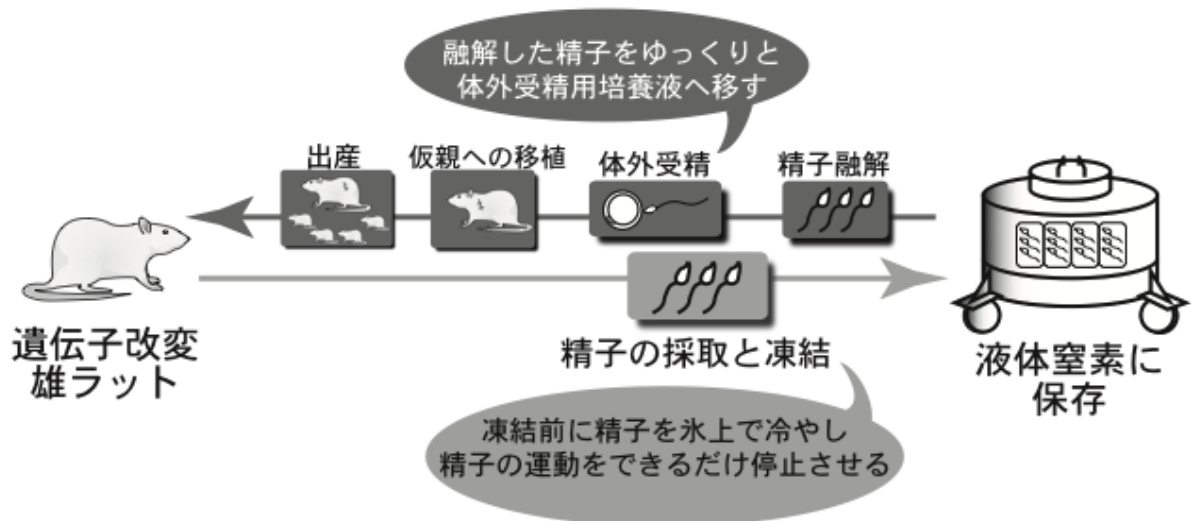 融解した精子をゆっくりと
体外受精用培養液へ移す
出産
仮親への移植
体外受精
精子融解
遺伝子改変
雄ラット
精子の採取と凍結
液体窒素に
保存
凍結前に精子を氷上で冷やし
精子の運動をできるだけ停止させる